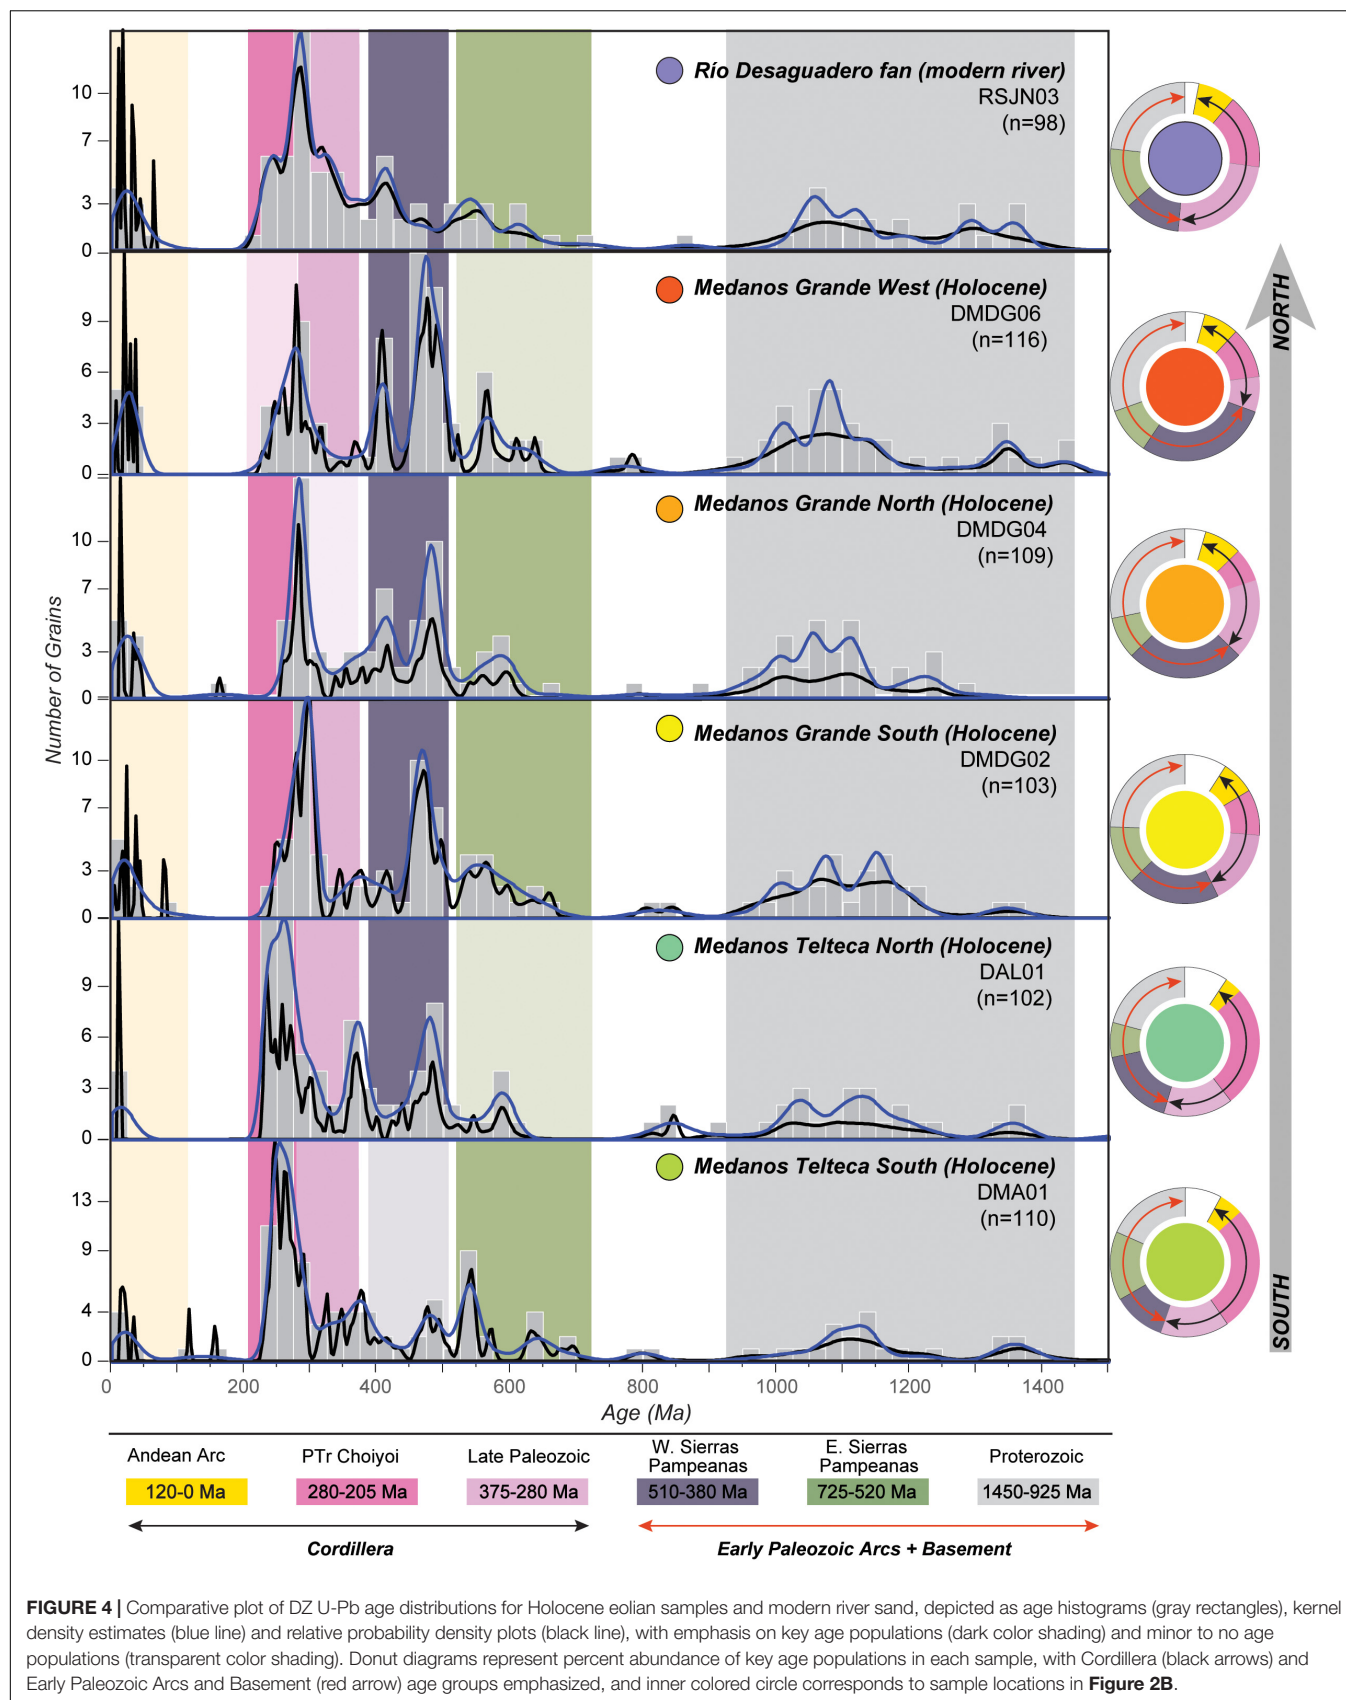 Río Desaguadero fan (modern river)
RSJN03
(n=98)
10
7
3
0
Medanos Grande West (Holocene)
DMDG06
(n=116)
9
6
3
0
NORTH
Medanos Grande North (Holocene)
DMDG04
(n=109)
10
7
3
0
Number of Grains
Medanos Grande South (Holocene)
DMDG02
(n=103)
10
7
3
0
Medanos Telteca North (Holocene)
DAL01
(n=102)
9
6
3
0
Medanos Telteca South (Holocene)
DMA01
(n=110)
13
9
4
0
SOUTH
0 200 400 600 800 1000 1200 1400
Age (Ma)
Andean Arc PTr Choiyoi Late Paleozoic W. Sierras Pampeanas E. Sierras Pampeanas Proterozoic
120-0 Ma 280-205 Ma 375-280 Ma 510-380 Ma 725-520 Ma 1450-925 Ma
Cordillera Early Paleozoic Arcs + Basement
FIGURE 4 | Comparative plot of DZ U-Pb age distributions for Holocene eolian samples and modern river sand, depicted as age histograms (gray rectangles), kernel
density estimates (blue line) and relative probability density plots (black line), with emphasis on key age populations (dark color shading) and minor to no age
populations (transparent color shading). Donut diagrams represent percent abundance of key age populations in each sample, with Cordillera (black arrows) and
Early Paleozoic Arcs and Basement (red arrow) age groups emphasized, and inner colored circle corresponds to sample locations in Figure 2B.